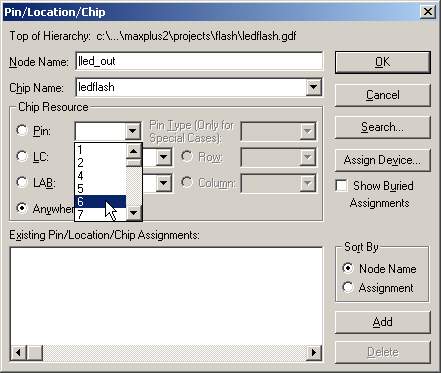 Pin/Location/Chip
Top of Hierarchy: c:\...\maxplus2\projects\flash\ledflash.gdf
Node Name: |led_out
OK
Chip Name: ledflash
Cancel
Chip Resource
Pin:
Pin Type (Only for Special Cases):
Search...
1
2
4
5
6
7
LC:
Row:
Assign Device...
LAB:
Column:
Show Buried Assignments
Anywher
Existing Pin/Location/Chip Assignments:
Sort By
Node Name
Assignment
Add
Delete